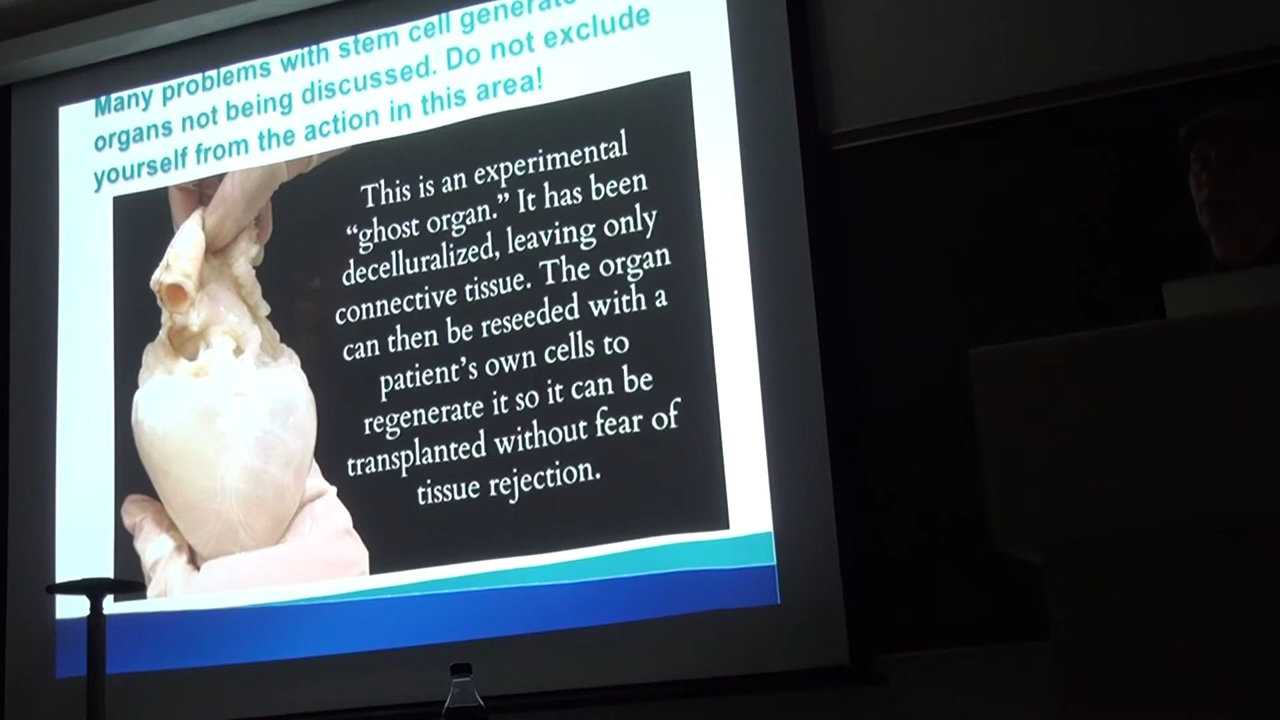 Many problems with stem cell generate
organs not being discussed. Do not exclude
yourself from the action in this area!
This is an experimental
“ghost organ.” It has been
decelluralized, leaving only
connective tissue. The organ
can then be reseeded with a
patient’s own cells to
regenerate it so it can be
transplanted without fear of
tissue rejection.